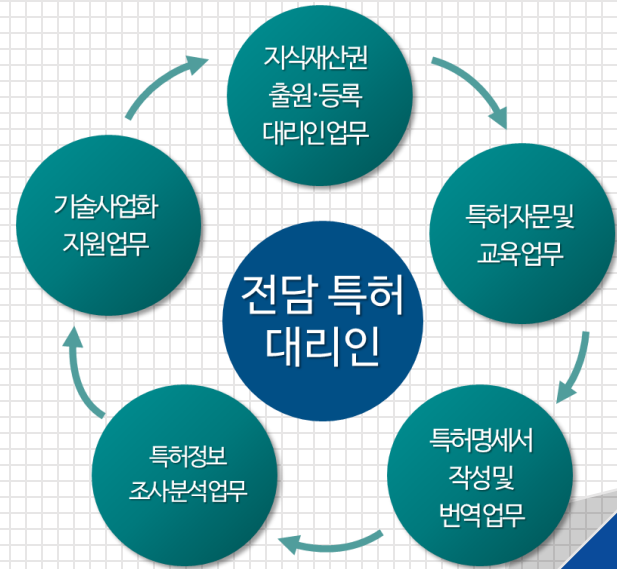 지식재산권
출원·등록
대리인 업무
특허 자문 및
교육 업무
특허명세서
작성 및
번역 업무
특허정보
조사분석 업무
기술사업화
지원 업무
전담 특허
대리인